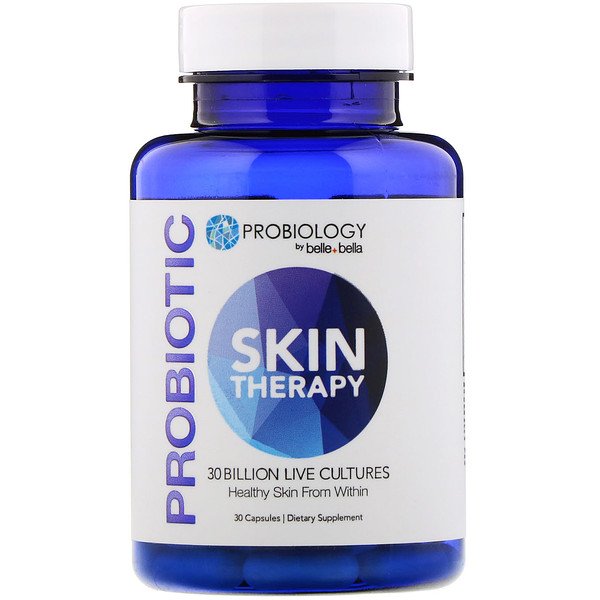 PROBIOTIC
PROBIOLOGY
by belle+bella
SKIN
THERAPY
30 BILLION LIVE CULTURES
Healthy Skin From Within
30 Capsules | Dietary Supplement